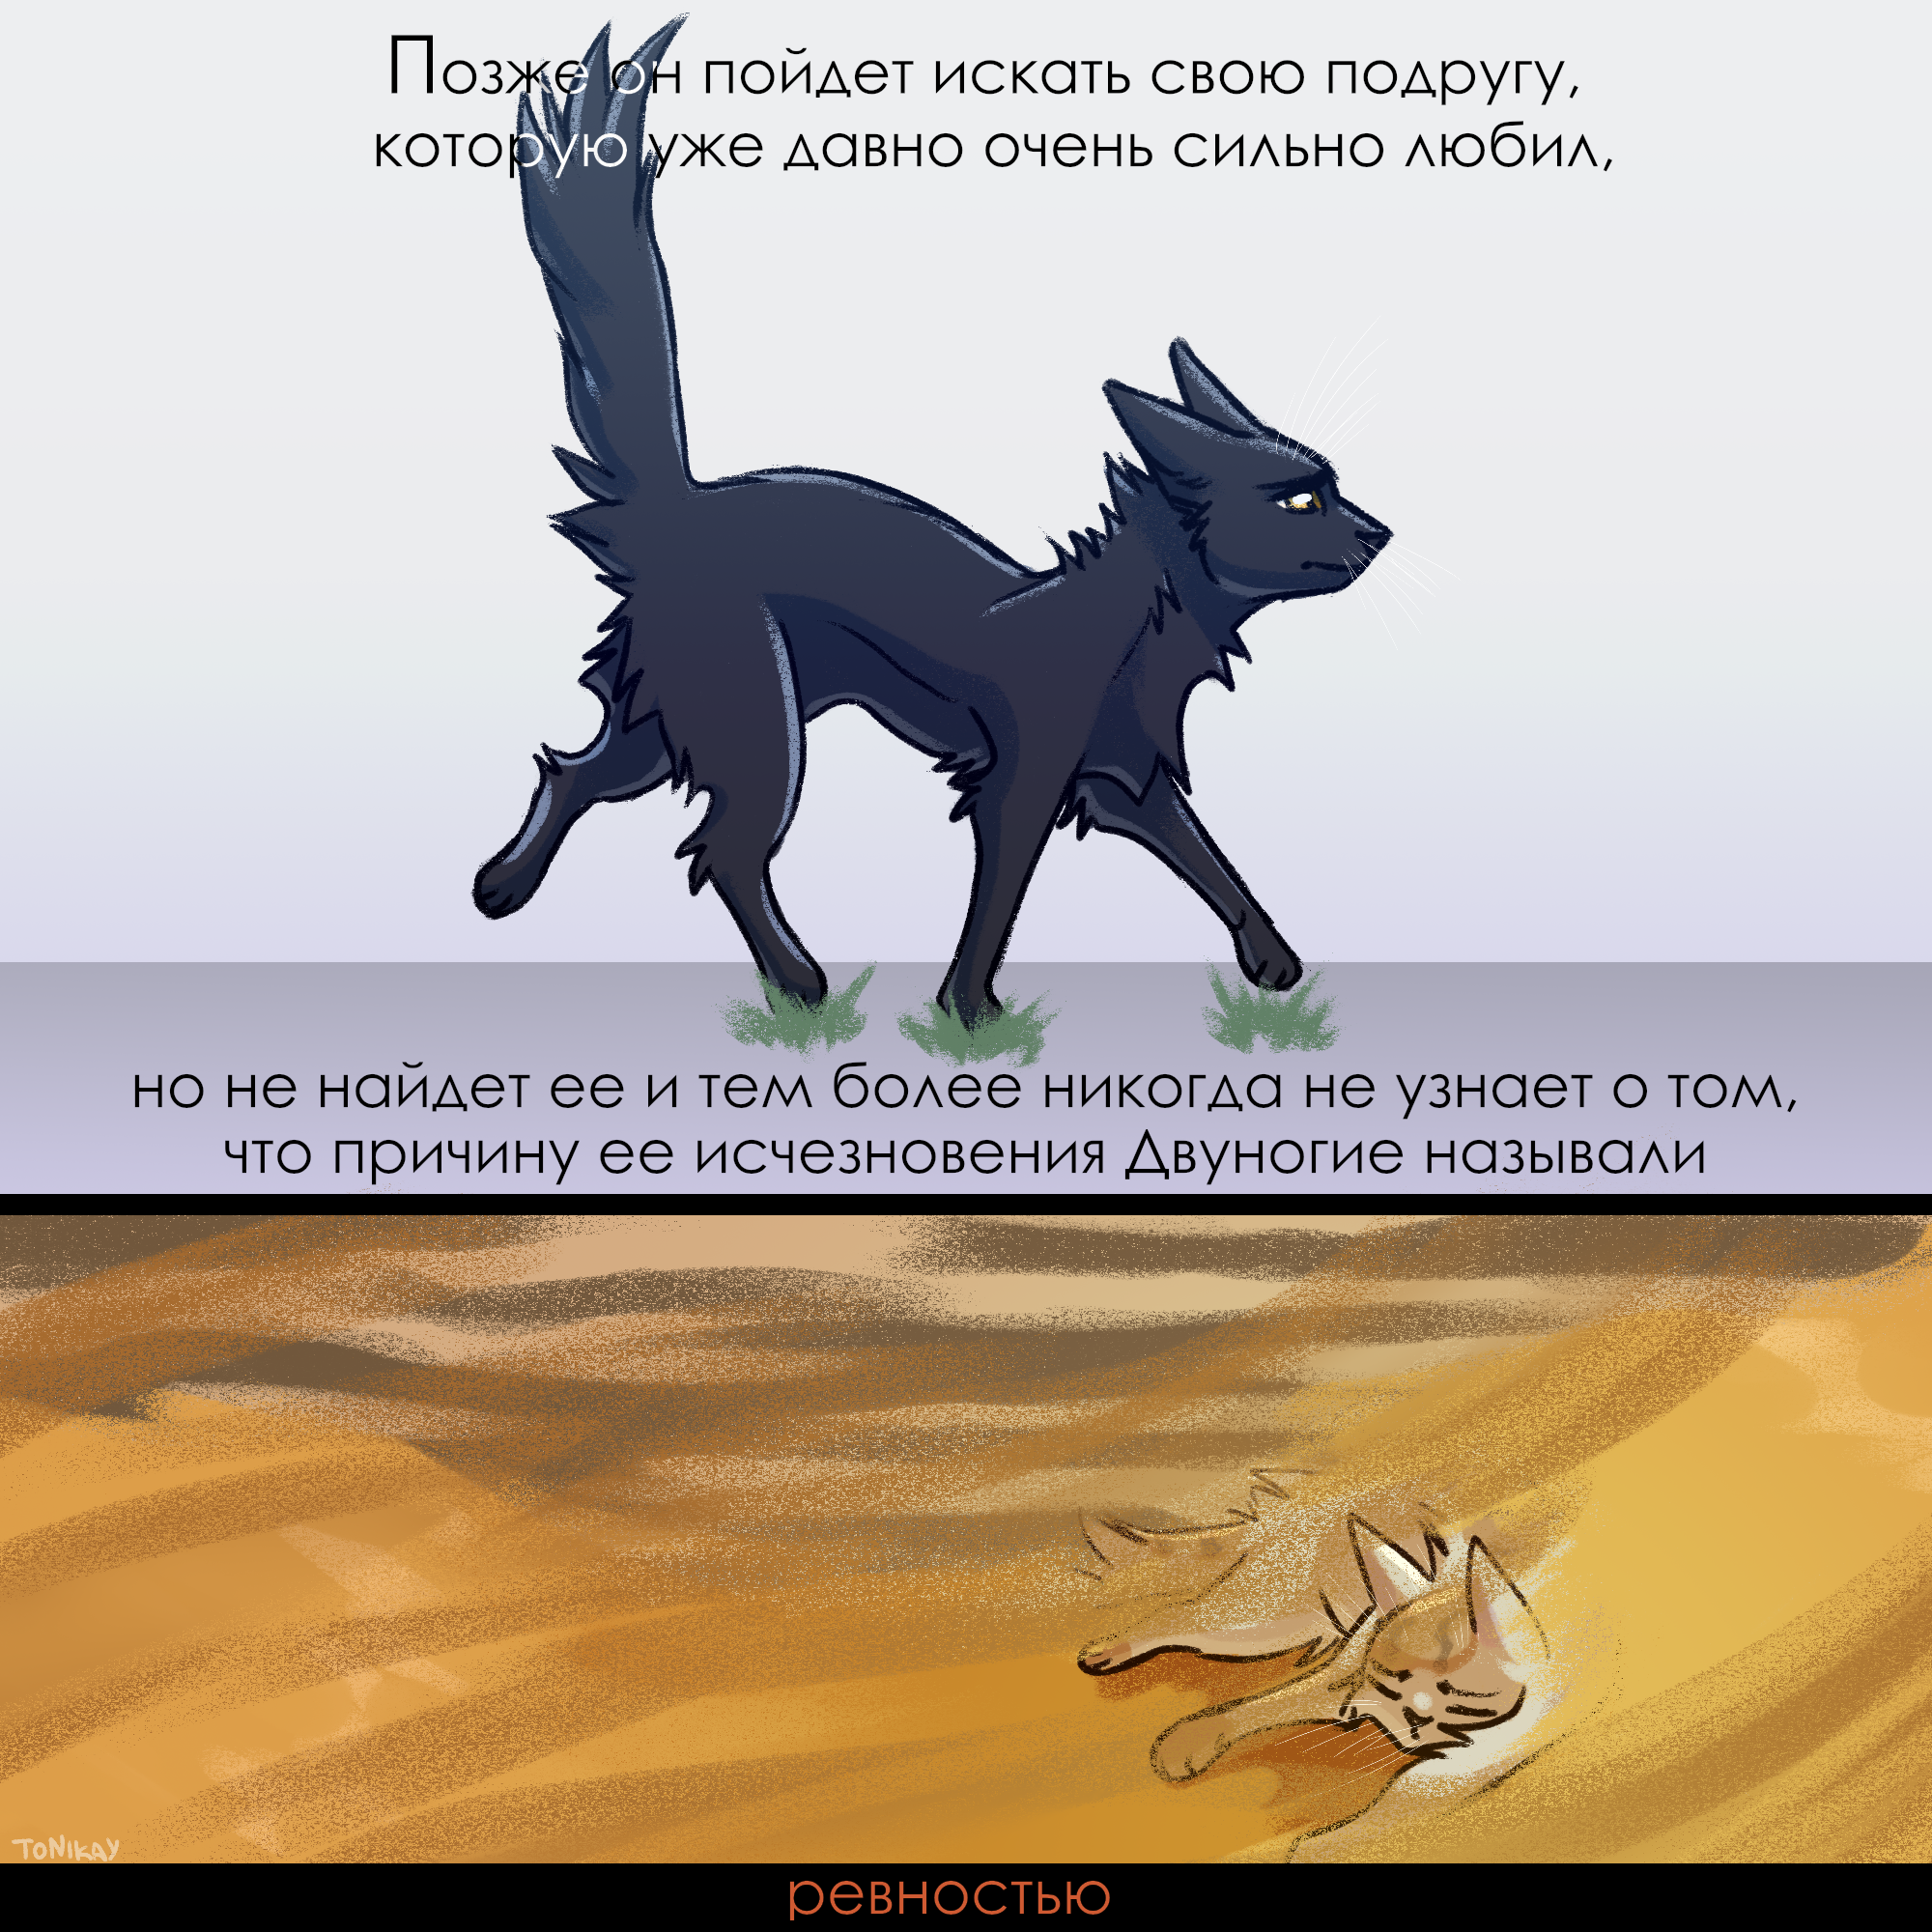 Позже он пойдет искать свою подругу,
которую уже давно очень сильно любил,
но не найдет ее и тем более никогда не узнает о том,
что причину ее исчезновения Двуногие называли
TONIKAY
ревностью